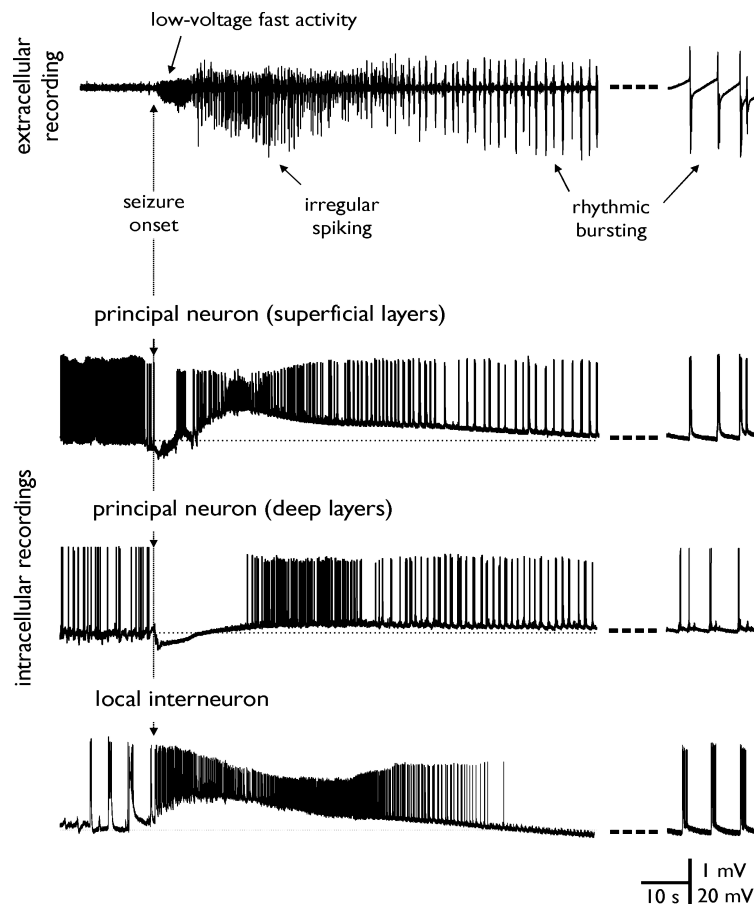 low-voltage fast activity
extracellular
recording
seizure
onset
irregular
spiking
rhythmic
bursting
principal neuron (superficial layers)
intracellular recordings
principal neuron (deep layers)
local interneuron
1 mV
10 s
20 mV